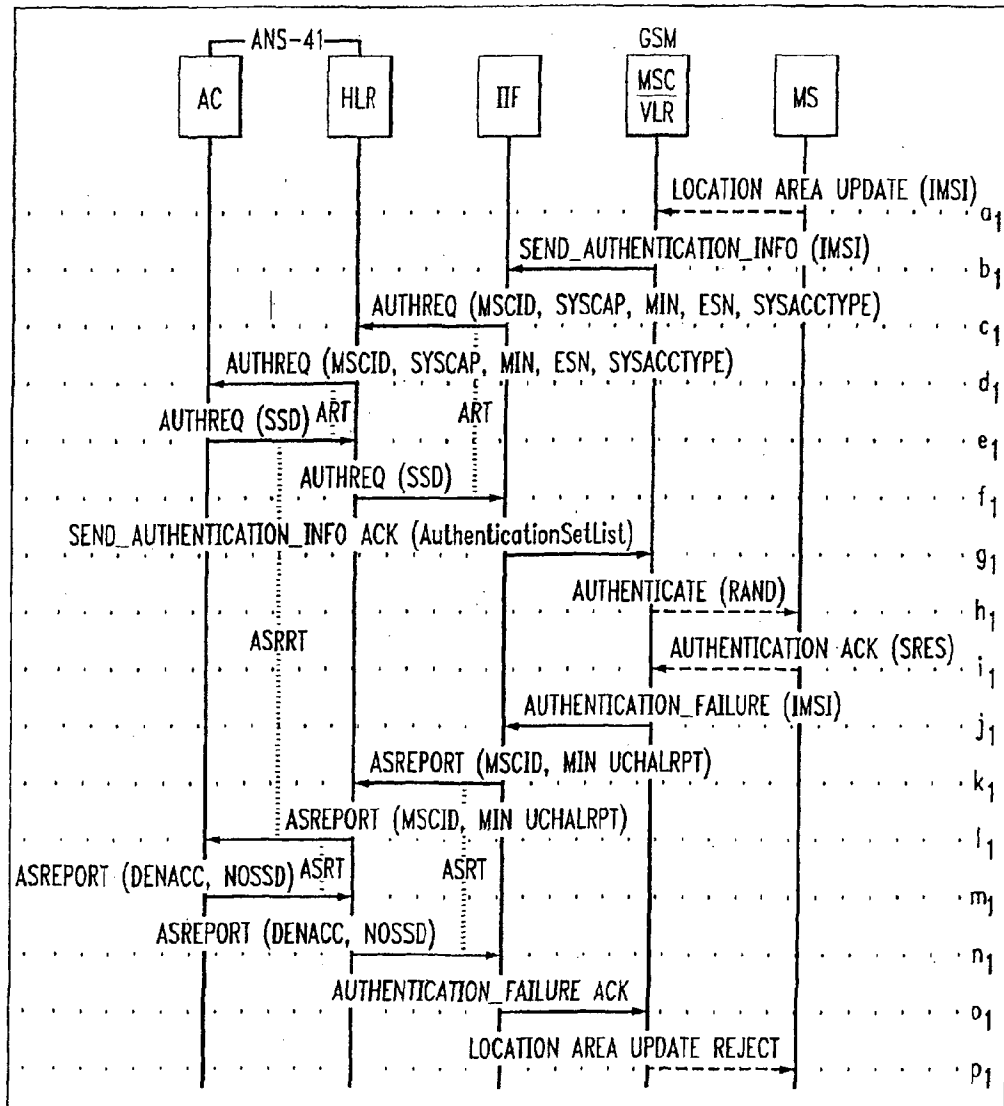 ANS-41
GSM
AC
HLR
IIF
MSC
VLR
MS
LOCATION AREA UPDATE (IMSI)
a1
SEND_AUTHENTICATION_INFO (IMSI)
b1
AUTHREQ (MSCID, SYSCAP, MIN, ESN, SYSACCTYPE)
c1
AUTHREQ (MSCID, SYSCAP, MIN, ESN, SYSACCTYPE)
d1
ART
ART
AUTHREQ (SSD)
e1
AUTHREQ (SSD)
f1
SEND_AUTHENTICATION_INFO ACK (AuthenticationSetList)
g1
AUTHENTICATE (RAND)
h1
ASRRT
AUTHENTICATION ACK (SRES)
i1
AUTHENTICATION_FAILURE (IMSI)
j1
ASREPORT (MSCID, MIN UCHALRPT)
k1
ASREPORT (MSCID, MIN UCHALRPT)
l1
ASRT
ASRT
ASREPORT (DENACC, NOSSD)
m1
ASREPORT (DENACC, NOSSD)
n1
AUTHENTICATION_FAILURE ACK
o1
LOCATION AREA UPDATE REJECT
p1